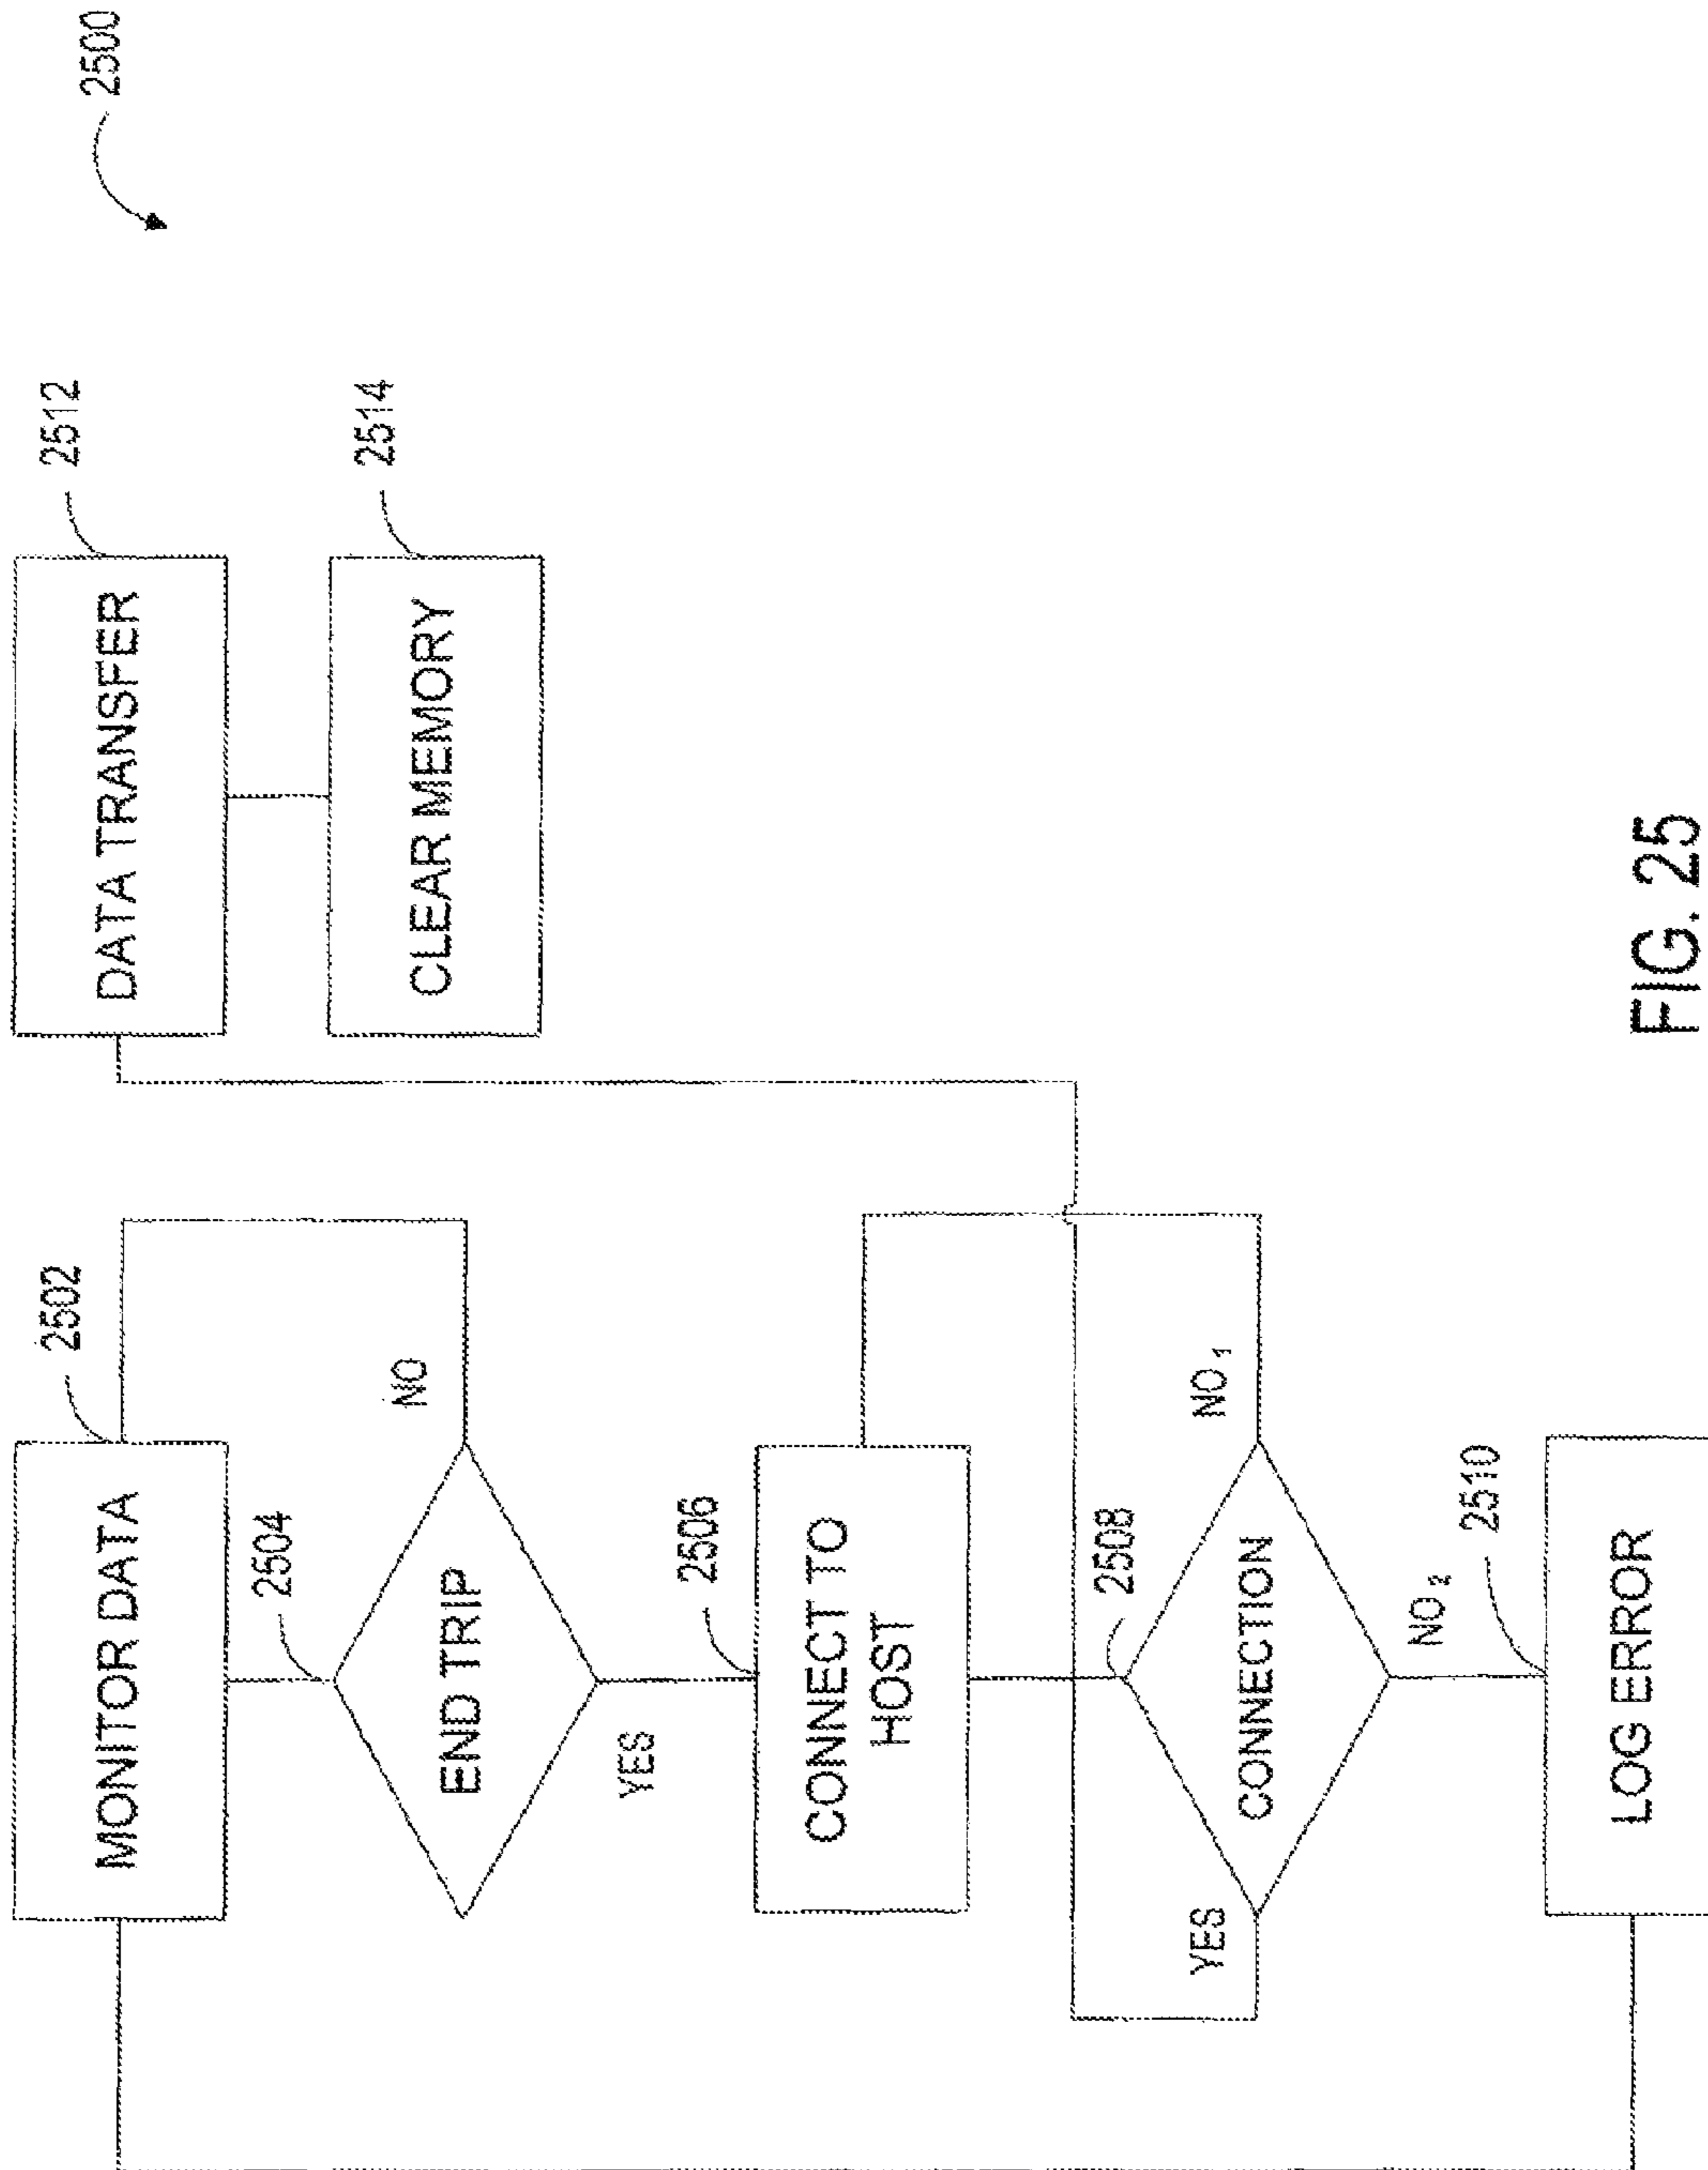 2500
2502
MONITOR DATA
2504
END TRIP
NO
YES
2506
CONNECT TO
HOST
2508
CONNECTION
YES
NO₁
NO₂
2510
LOG ERROR
2512
DATA TRANSFER
2514
CLEAR MEMORY
FIG. 25